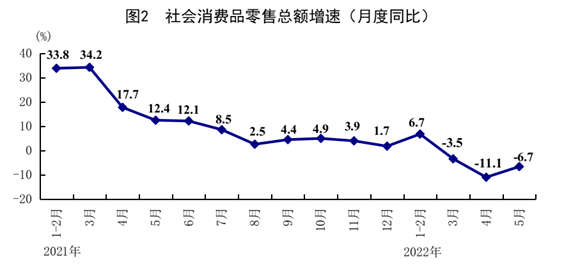 图2 社会消费品零售总额增速（月度同比）
(%)
40
30
20
10
0
-10
-20
33.8
34.2
17.7
12.4
12.1
8.5
2.5
4.4
4.9
3.9
1.7
6.7
-3.5
-11.1
-6.7
1-2月
3月
4月
5月
6月
7月
8月
9月
10月
11月
12月
1-2月
3月
4月
5月
2021年
2022年